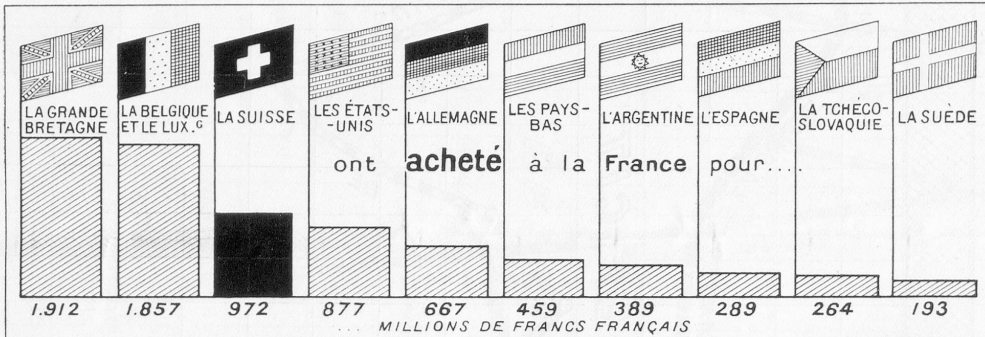 LA GRANDE BRETAGNE
LA BELGIQUE ET LE LUX.G
LA SUISSE
LES ÉTATS-
-UNIS
L'ALLEMAGNE
LES PAYS-
BAS
L'ARGENTINE
L'ESPAGNE
LA TCHÉCO-
SLOVAQUIE
LA SUÈDE
ont acheté à la France pour....
1.912 1.857 972 877 667 459 389 289 264 193
... MILLIONS DE FRANCS FRANÇAIS